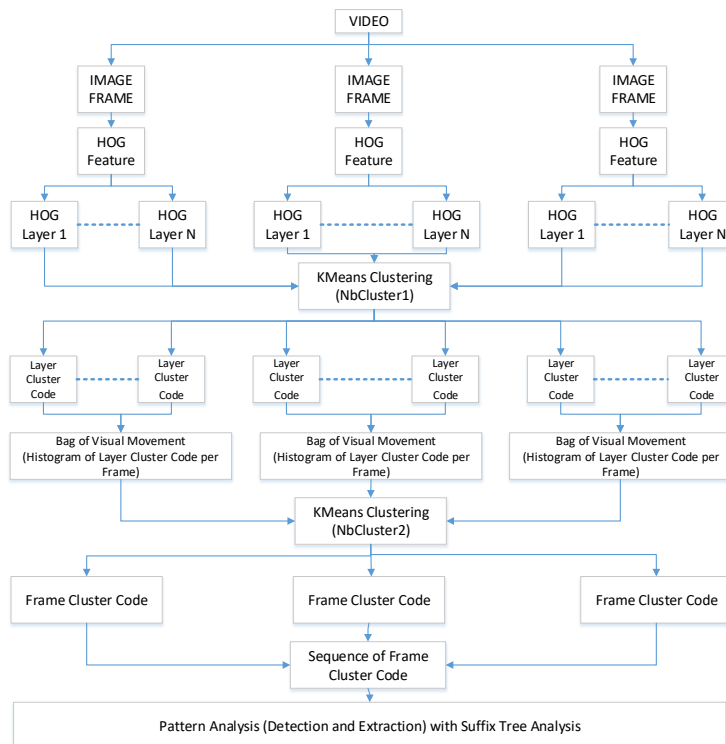 VIDEO
IMAGE
FRAME
IMAGE
FRAME
IMAGE
FRAME
HOG
Feature
HOG
Feature
HOG
Feature
HOG
Layer 1
HOG
Layer N
HOG
Layer 1
HOG
Layer N
HOG
Layer 1
HOG
Layer N
KMeans Clustering
(NbCluster1)
Layer
Cluster
Code
Layer
Cluster
Code
Layer
Cluster
Code
Layer
Cluster
Code
Layer
Cluster
Code
Layer
Cluster
Code
Bag of Visual Movement
(Histogram of Layer Cluster Code per
Frame)
Bag of Visual Movement
(Histogram of Layer Cluster Code per
Frame)
Bag of Visual Movement
(Histogram of Layer Cluster Code per
Frame)
KMeans Clustering
(NbCluster2)
Frame Cluster Code
Frame Cluster Code
Frame Cluster Code
Sequence of Frame
Cluster Code
Pattern Analysis (Detection and Extraction) with Suffix Tree Analysis